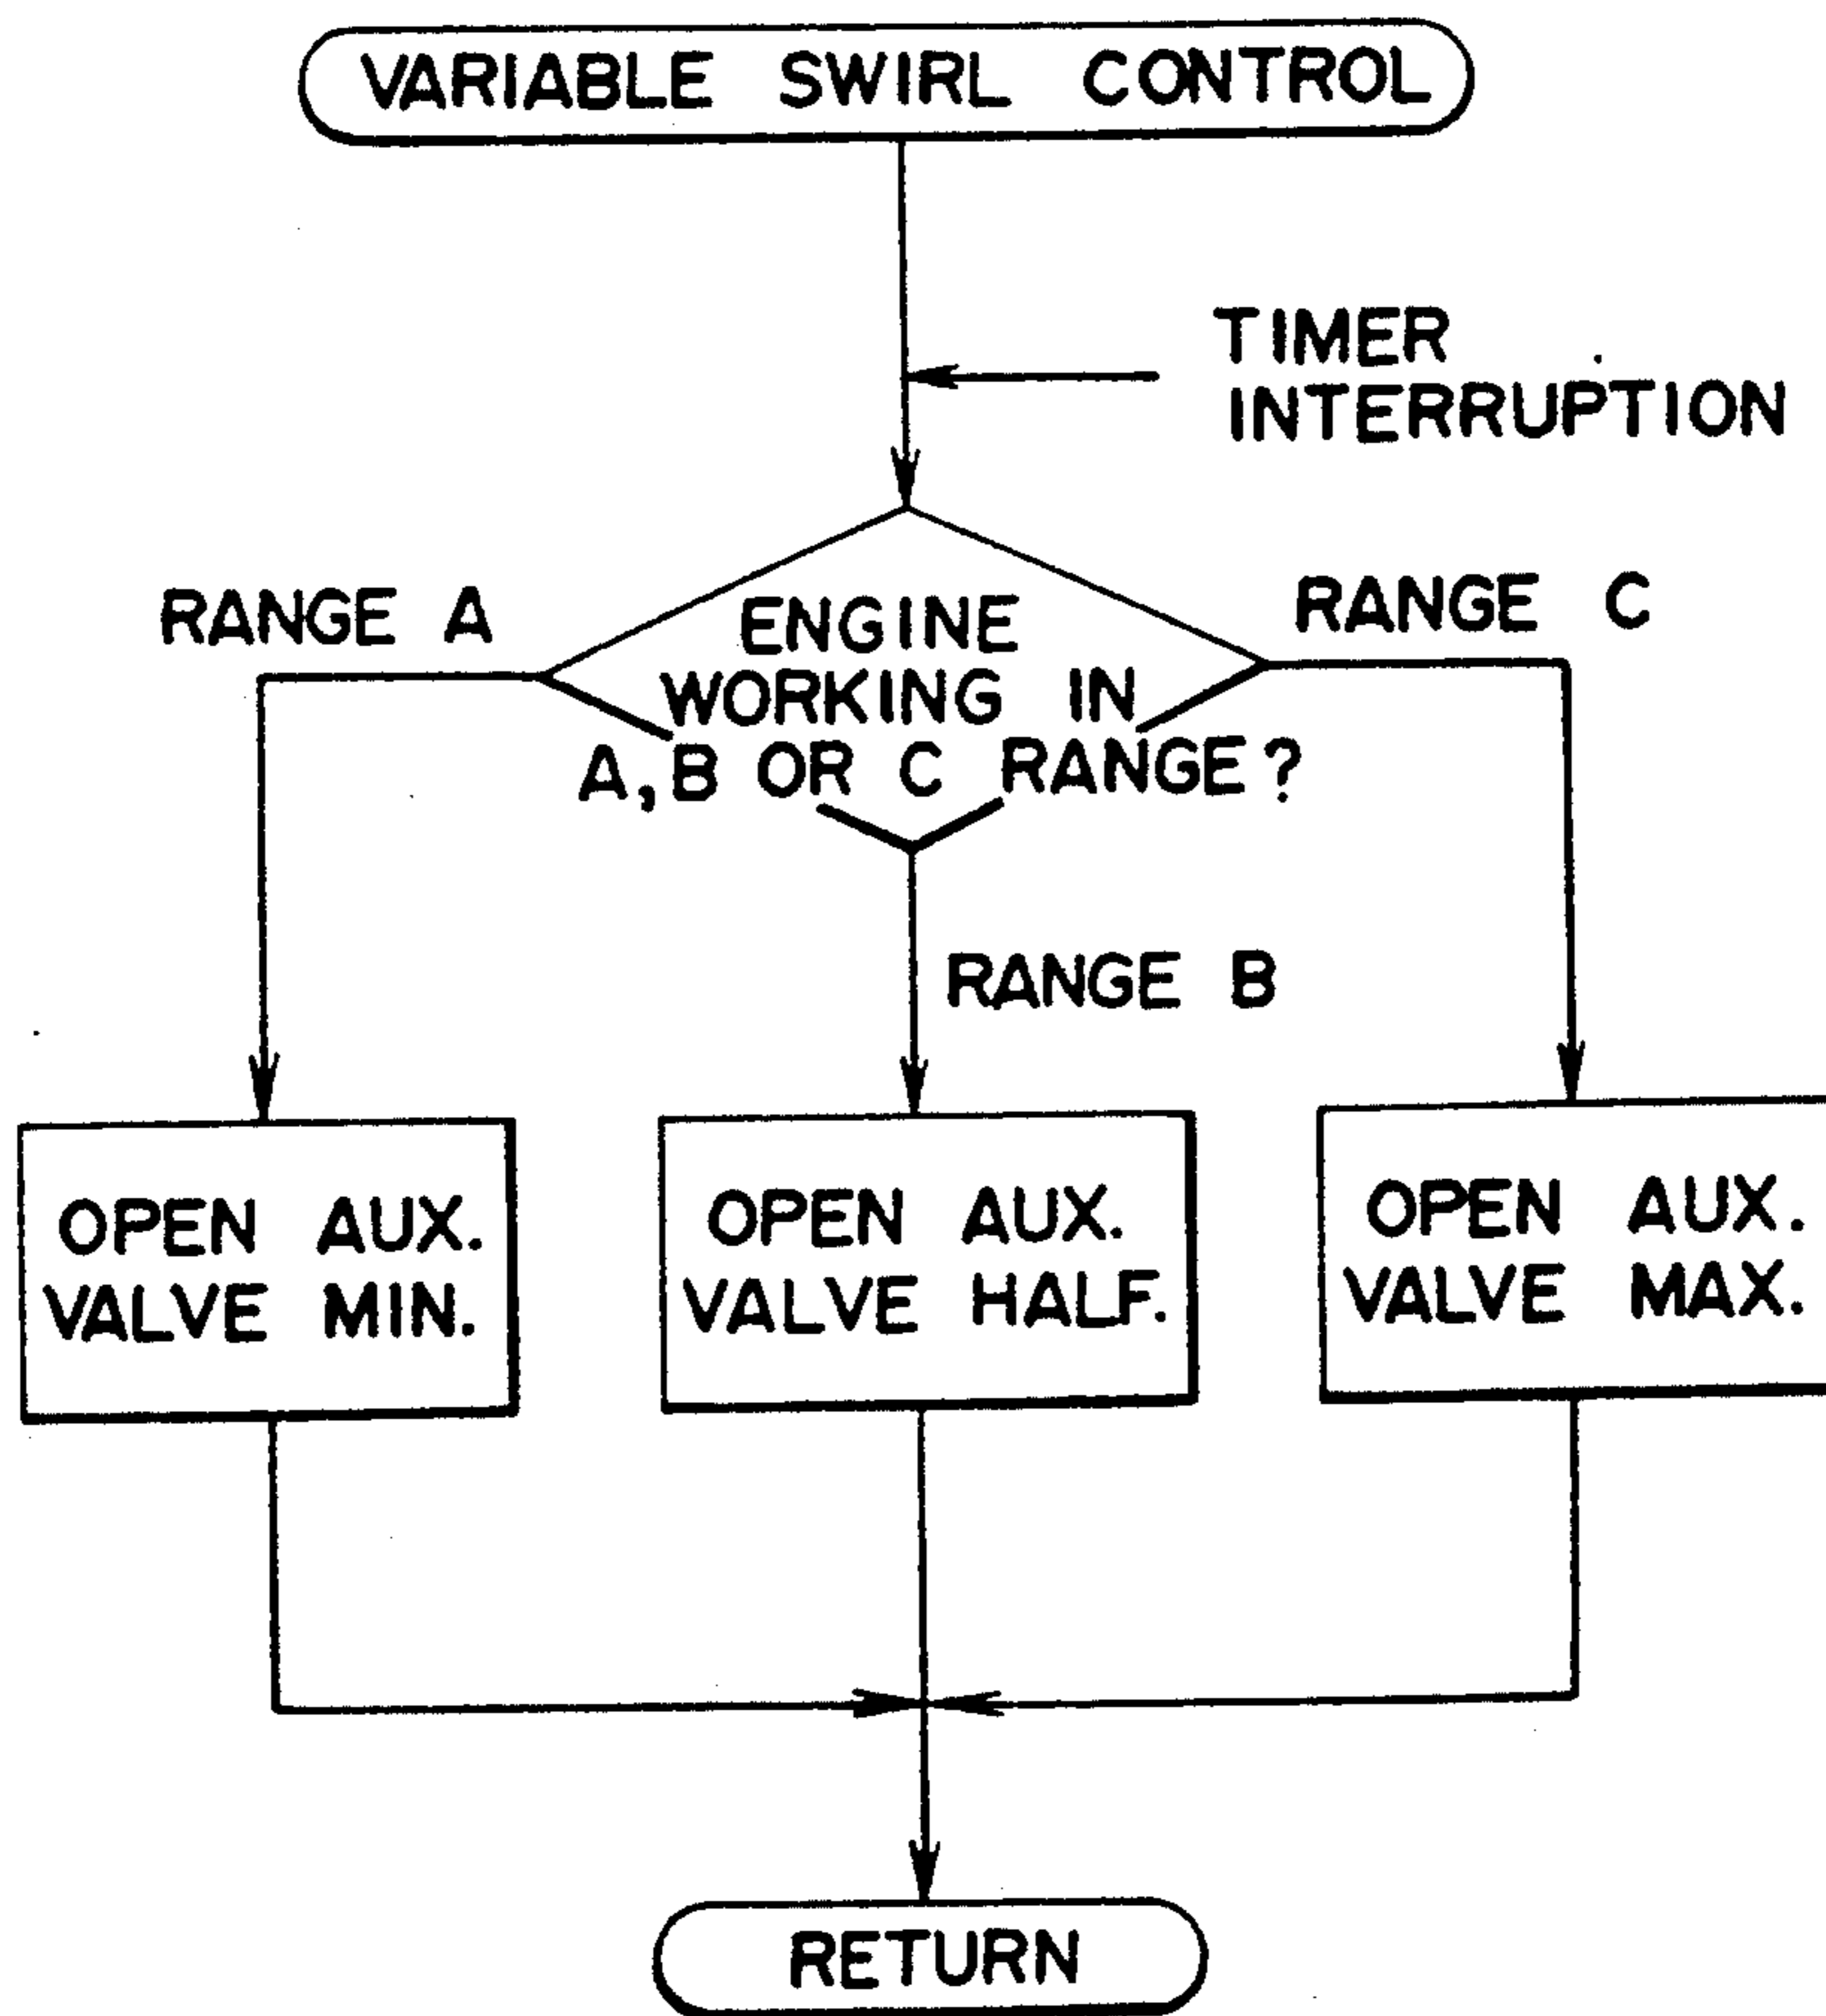 VARIABLE SWIRL CONTROL
TIMER
INTERRUPTION
RANGE A
ENGINE
WORKING IN
A, B OR C RANGE?
RANGE C
RANGE B
OPEN AUX.
VALVE MIN.
OPEN AUX.
VALVE HALF.
OPEN AUX.
VALVE MAX.
RETURN